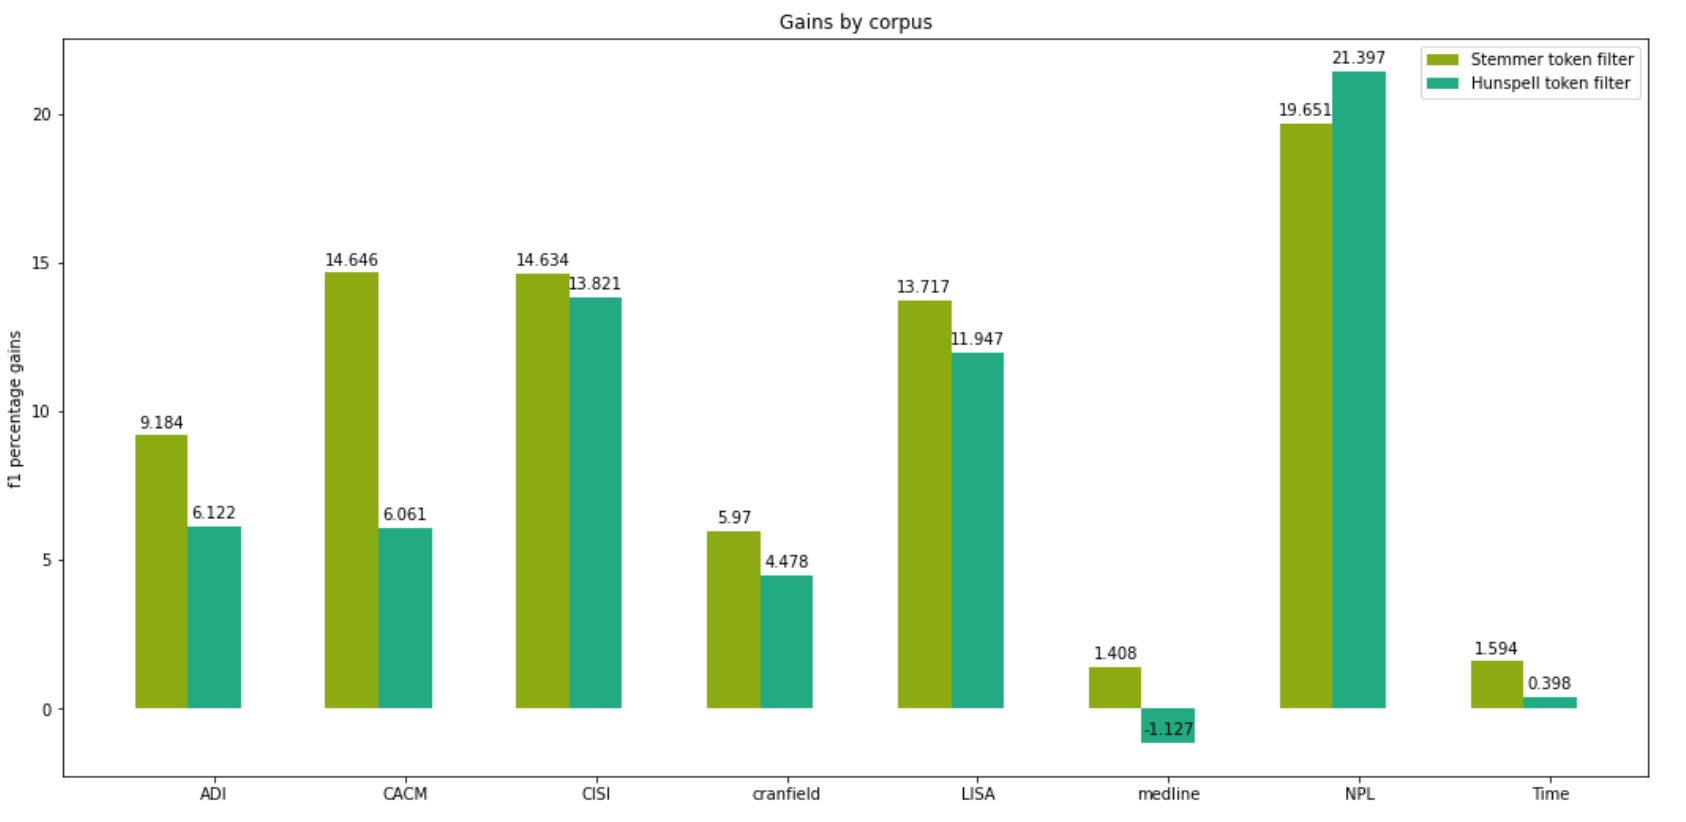 Gains by corpus
Stemmer token filter
Hunspell token filter
f1 percentage gains
20
15
10
5
0
9.184
6.122
14.646
6.061
14.634
13.821
5.97
4.478
13.717
11.947
1.408
-1.127
19.651
21.397
1.594
0.398
ADI
CACM
CISI
cranfield
LISA
medline
NPL
Time